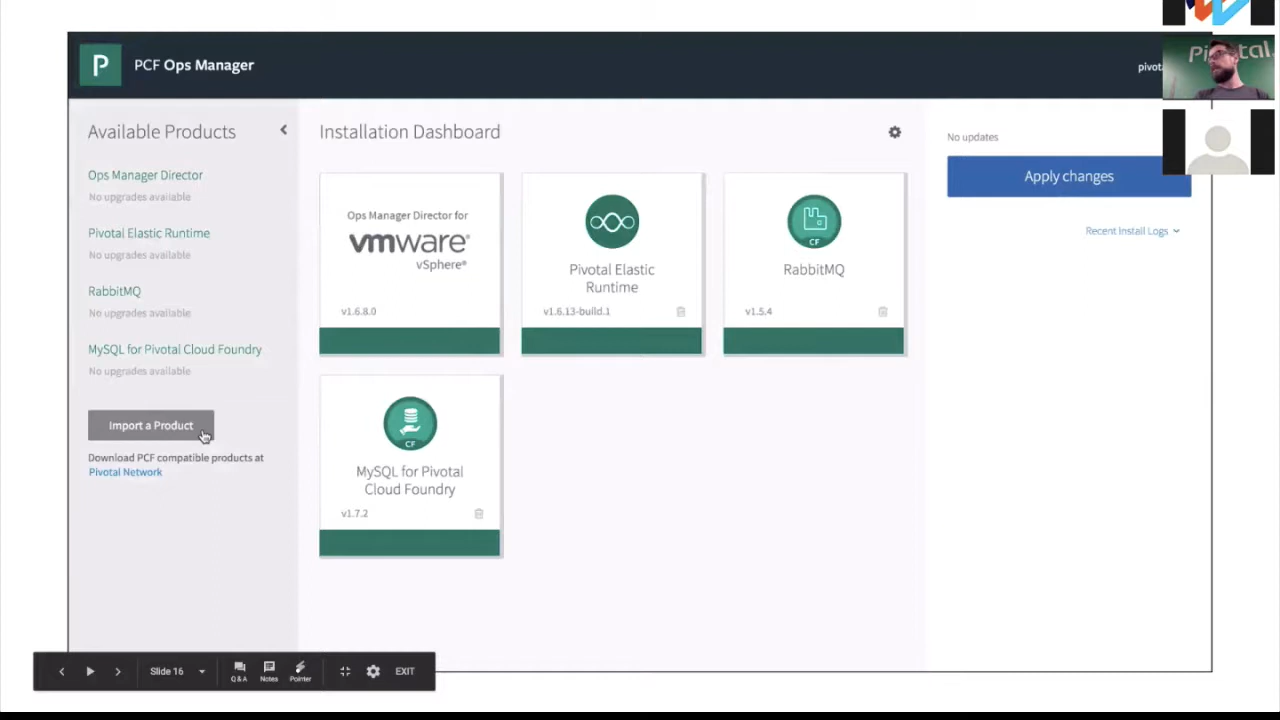 P
PCF Ops Manager
Pivotal.
Available Products
Ops Manager Director
No upgrades available
Pivotal Elastic Runtime
No upgrades available
RabbitMQ
No upgrades available
MySQL for Pivotal Cloud Foundry
No upgrades available
Import a Product
Download PCF compatible products at
Pivotal Network
Installation Dashboard
Ops Manager Director for
vmware®
vSphere®
v1.6.8.0
Pivotal Elastic
Runtime
v1.6.13-build.1
CF
RabbitMQ
v1.5.4
CF
MySQL for Pivotal
Cloud Foundry
v1.7.2
No updates
Apply changes
Recent Install Logs
Slide 16
Q&A
Notes
Pointer
EXIT